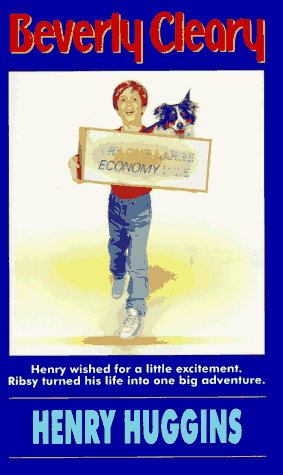 Beverly Cleary
ECONOMY
Henry wished for a little excitement.
Ribsy turned his life into one big adventure.
HENRY HUGGINS